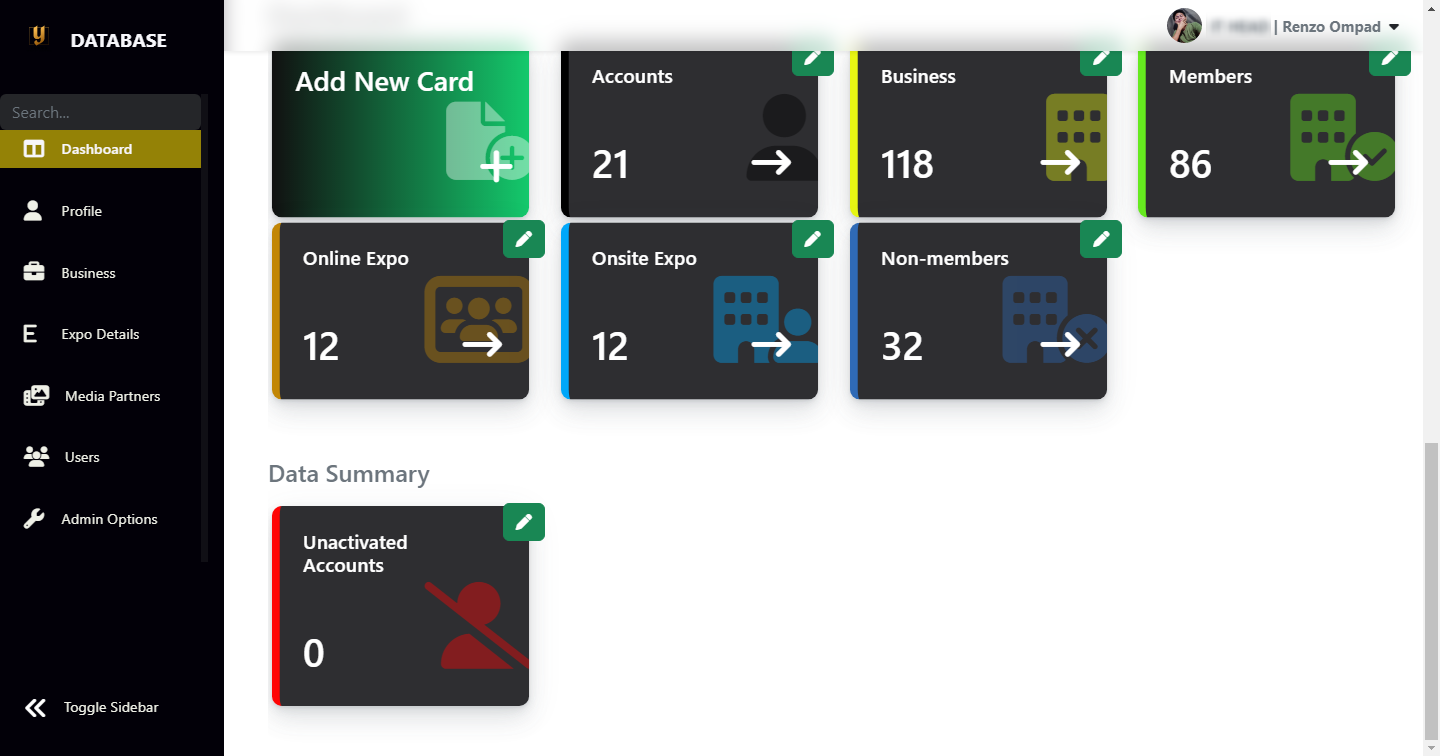 DATABASE
| Renzo Ompad
Search...
Dashboard
Profile
Business
E
Expo Details
Media Partners
Users
Admin Options
Toggle Sidebar
Add New Card
Accounts
21
Business
118
Members
86
Online Expo
12
Onsite Expo
12
Non-members
32
Data Summary
Unactivated
Accounts
0